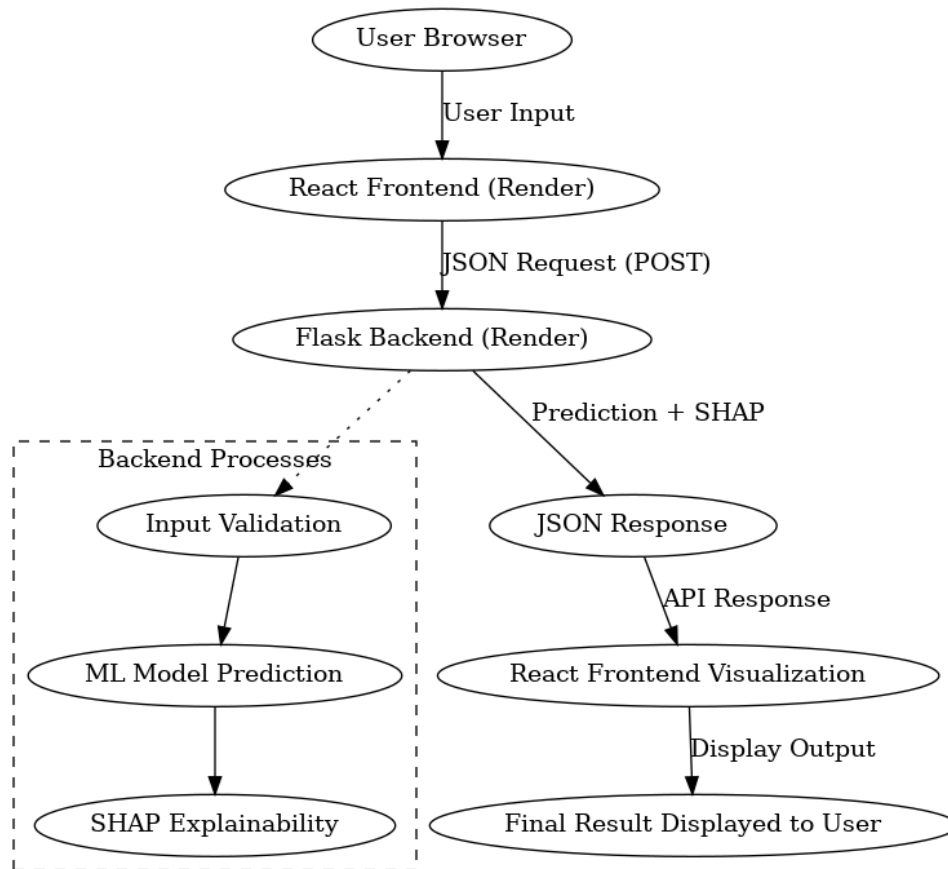 User Browser
User Input
React Frontend (Render)
JSON Request (POST)
Flask Backend (Render)
Prediction + SHAP
Backend Processes
Input Validation
JSON Response
API Response
ML Model Prediction
React Frontend Visualization
Display Output
SHAP Explainability
Final Result Displayed to User